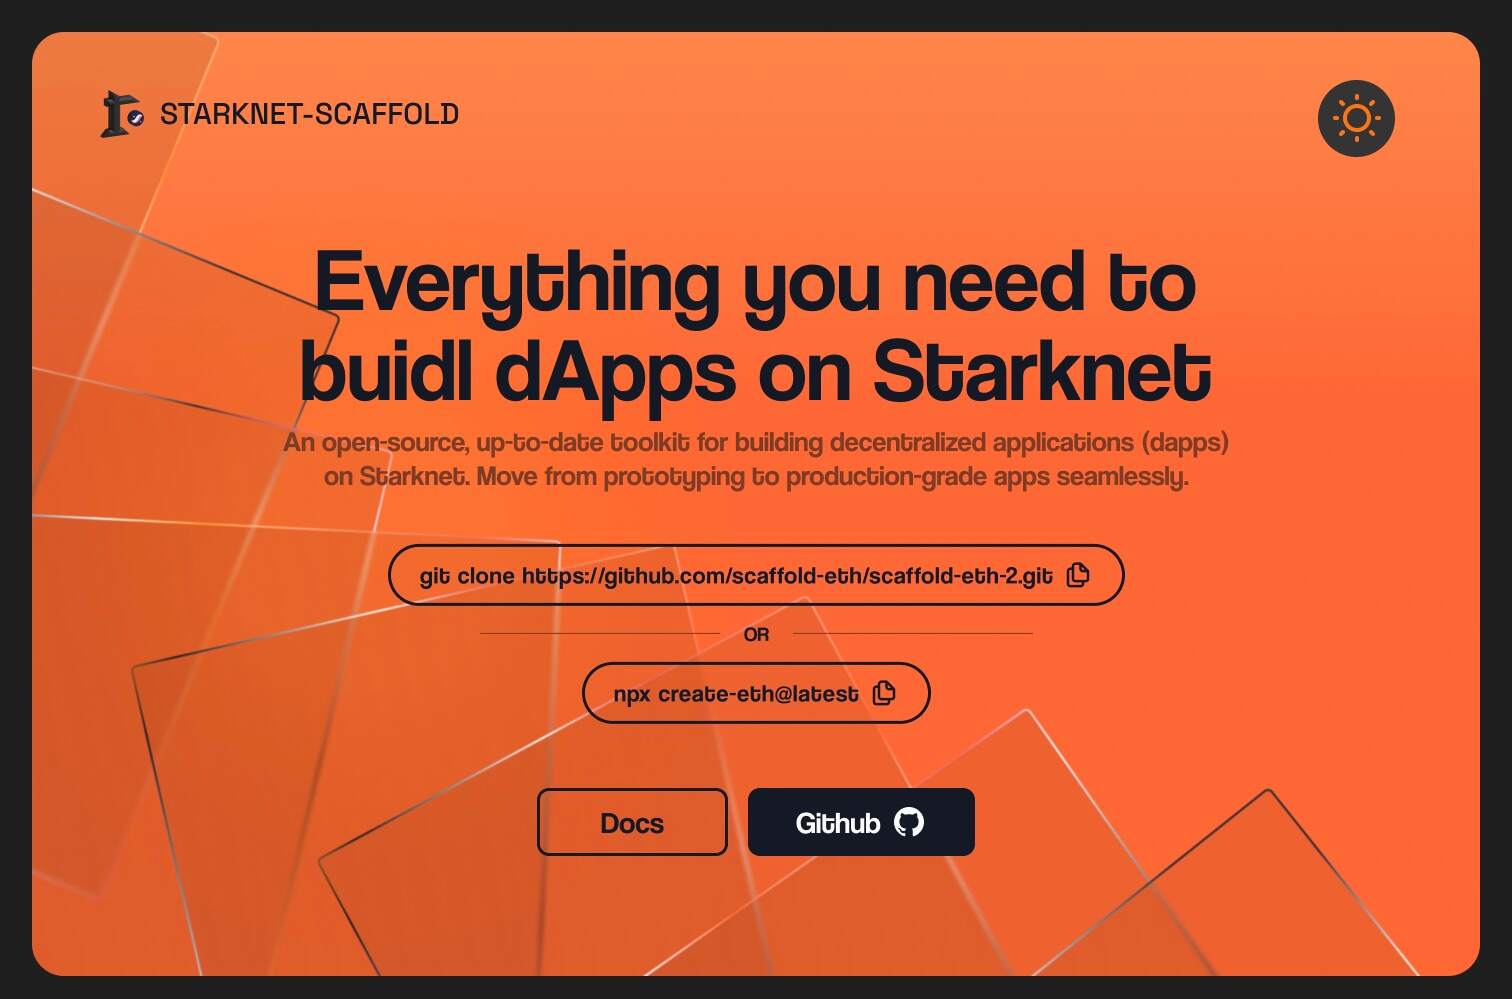 STARKNET-SCAFFOLD
Everything you need to
buidl dApps on Starknet
An open-source, up-to-date toolkit for building decentralized applications (dapps)
on Starknet. Move from prototyping to production-grade apps seamlessly.
git clone https://github.com/scaffold-eth/scaffold-eth-2.git
OR
npx create-eth@latest
Docs
Github